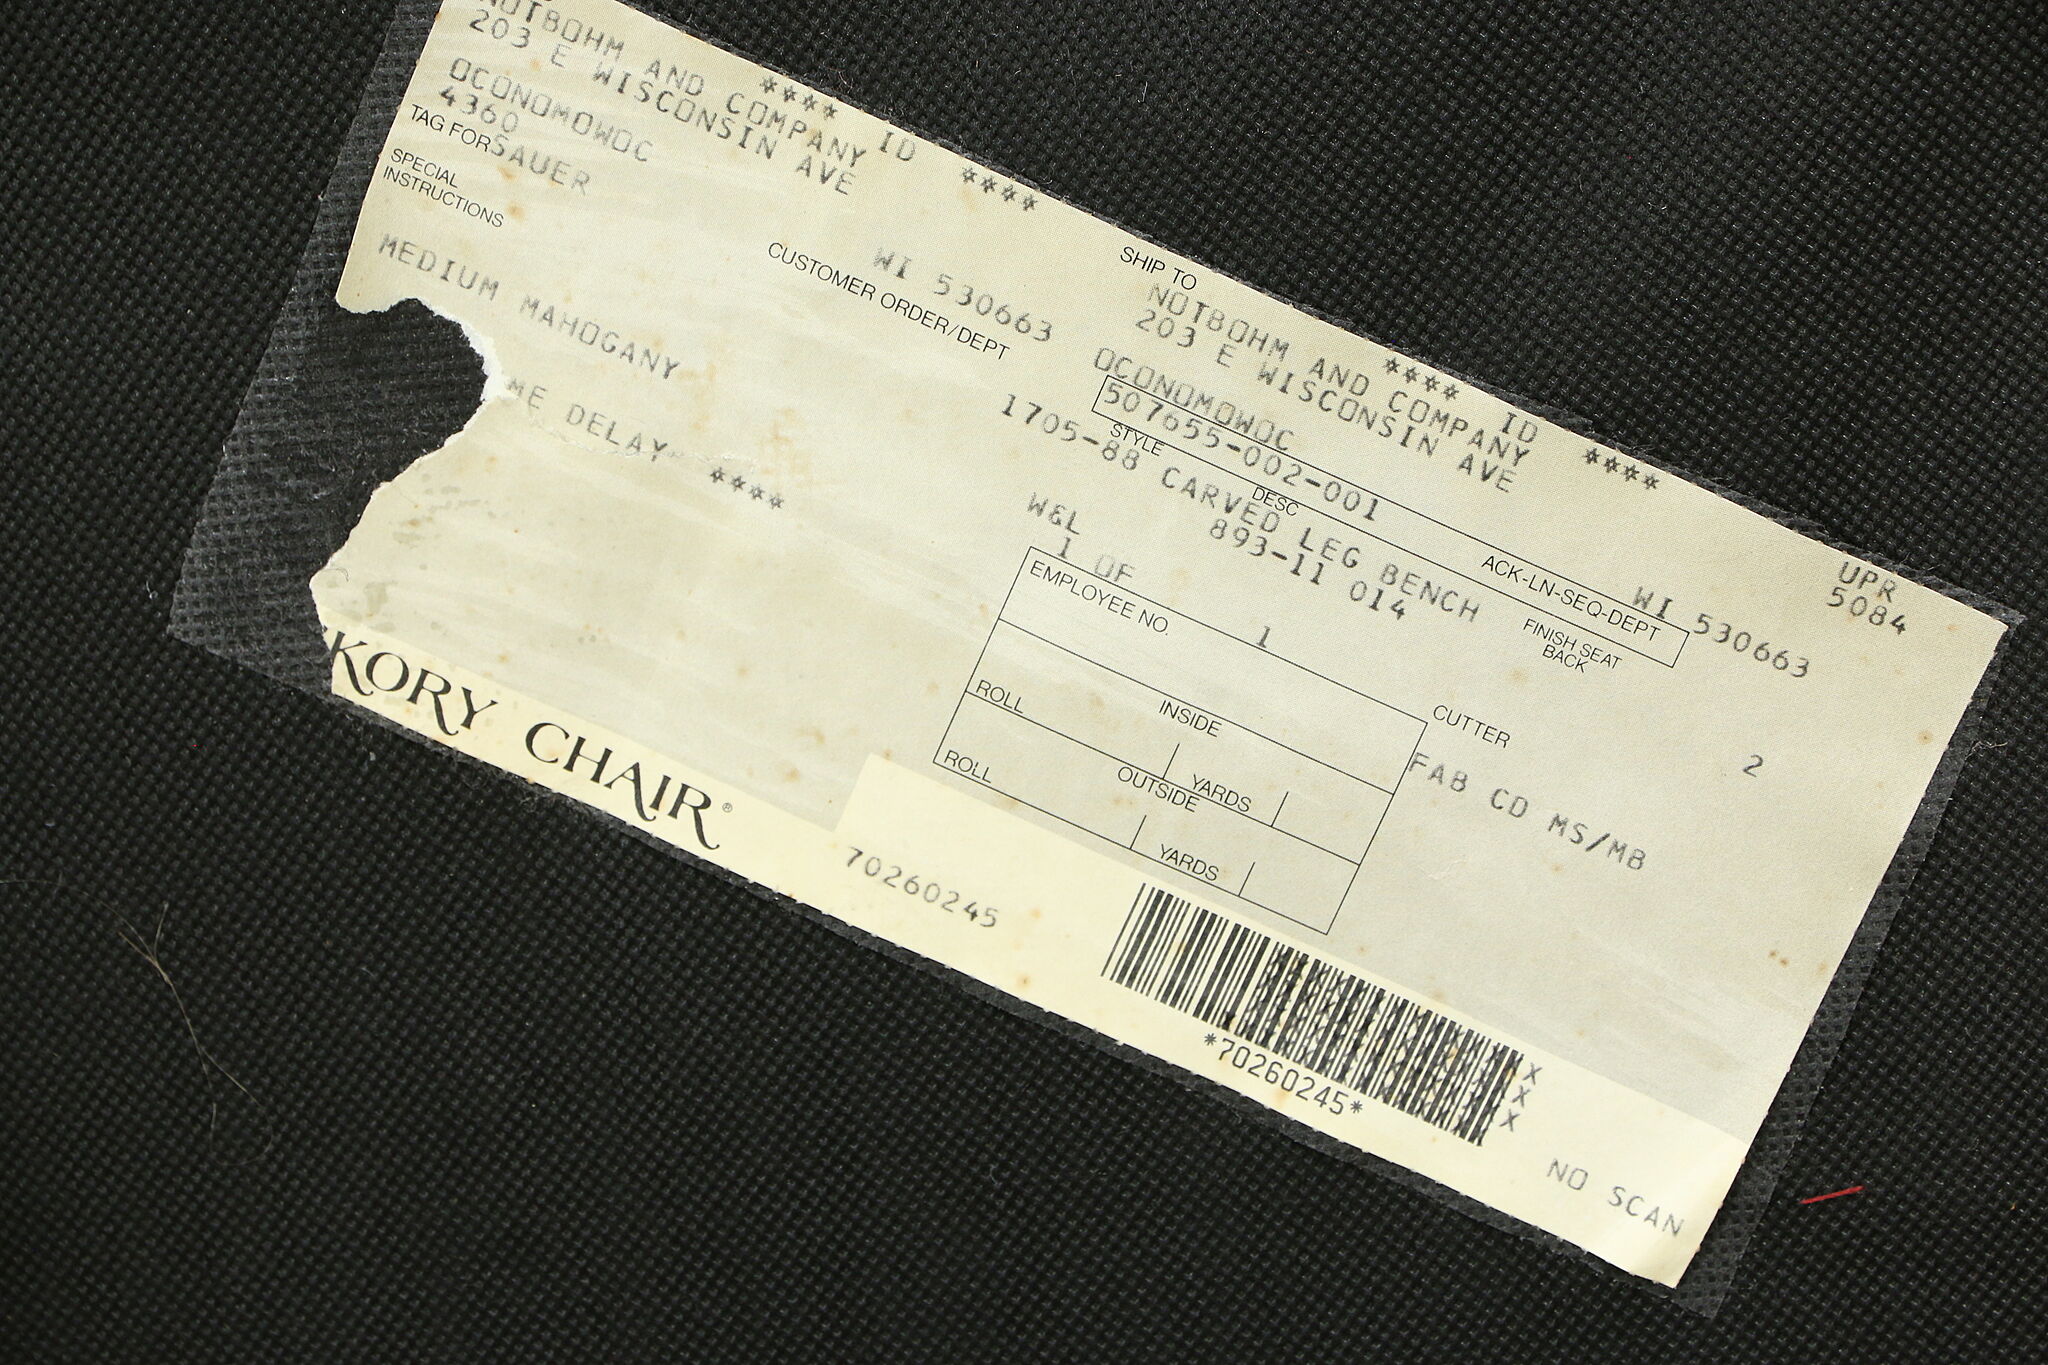 NOTBOHM AND COMPANY
203 E WISCONSIN AVE
**** ID ****
OCONOMOWOC WI 530663
4360
TAG FOR SAUER
CUSTOMER ORDER/DEPT
SPECIAL
INSTRUCTIONS
MEDIUM MAHOGANY
ME DELAY ****
KORY CHAIR®
SHIP TO
**** ID ****
NOTBOHM AND COMPANY
203 E WISCONSIN AVE
OCONOMOWOC WI 530663
507655-002-001
ACK-LN-SEQ-DEPT
UPR
5084
STYLE DESC FINISH SEAT
BACK
1705-88 CARVED LEG BENCH
893-11 014
W&L
1 OF 1
CUTTER
2
FAB CD MS/MB
EMPLOYEE NO.
INSIDE
ROLL YARDS
OUTSIDE
ROLL YARDS
70260245
*70260245*
X
X
X
NO SCAN